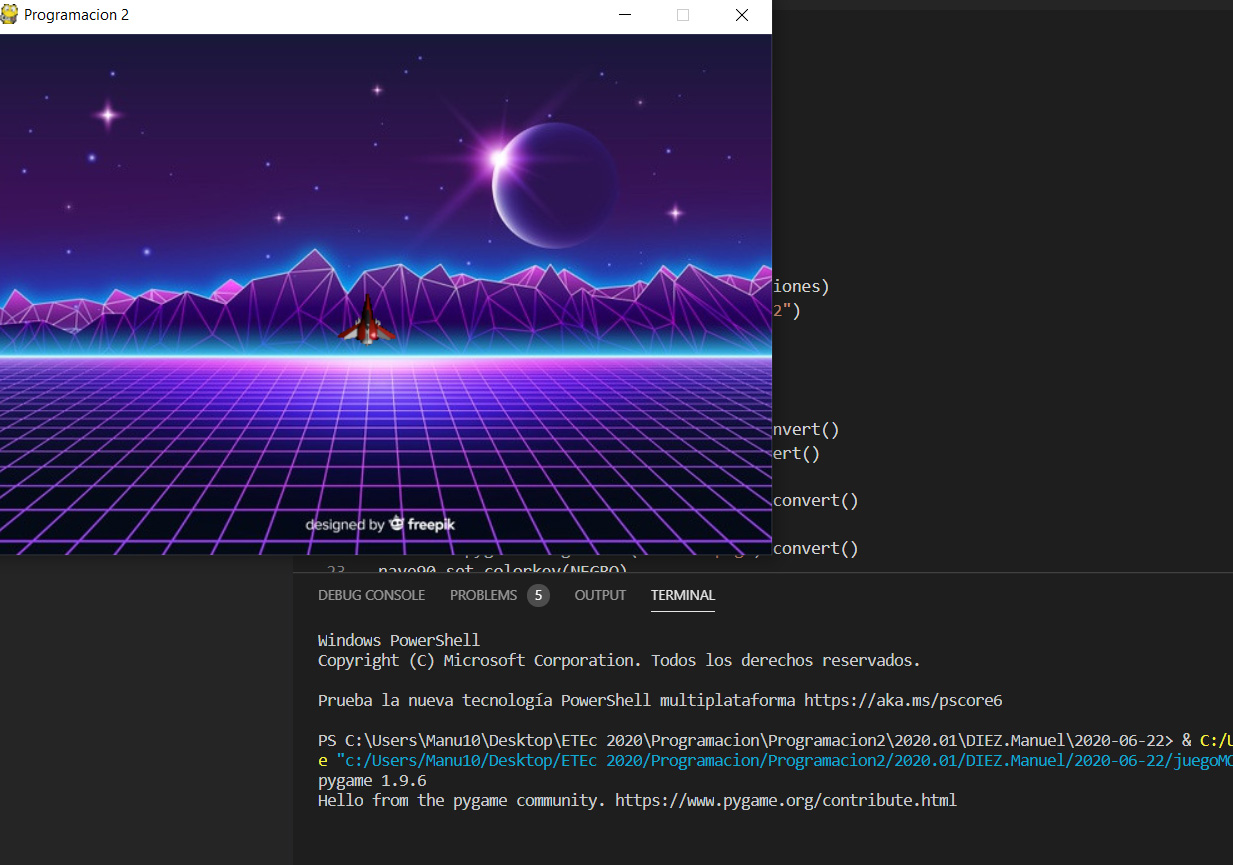 Programacion 2
iones)
2")
nvert()
ert()
convert()
designed by freepik
convert()
23 nave90.set_colorkey(NEGRO)
DEBUG CONSOLE PROBLEMS 5 OUTPUT TERMINAL
Windows PowerShell
Copyright (C) Microsoft Corporation. Todos los derechos reservados.
Prueba la nueva tecnología PowerShell multiplataforma https://aka.ms/pscore6
PS C:\Users\Manu10\Desktop\ETEc 2020\Programacion\Programacion2\2020.01\DIEZ.Manuel\2020-06-22> & C:/U
e "c:/Users/Manu10/Desktop/ETEc 2020/Programacion/Programacion2/2020.01/DIEZ.Manuel/2020-06-22/juegoMO
pygame 1.9.6
Hello from the pygame community. https://www.pygame.org/contribute.html